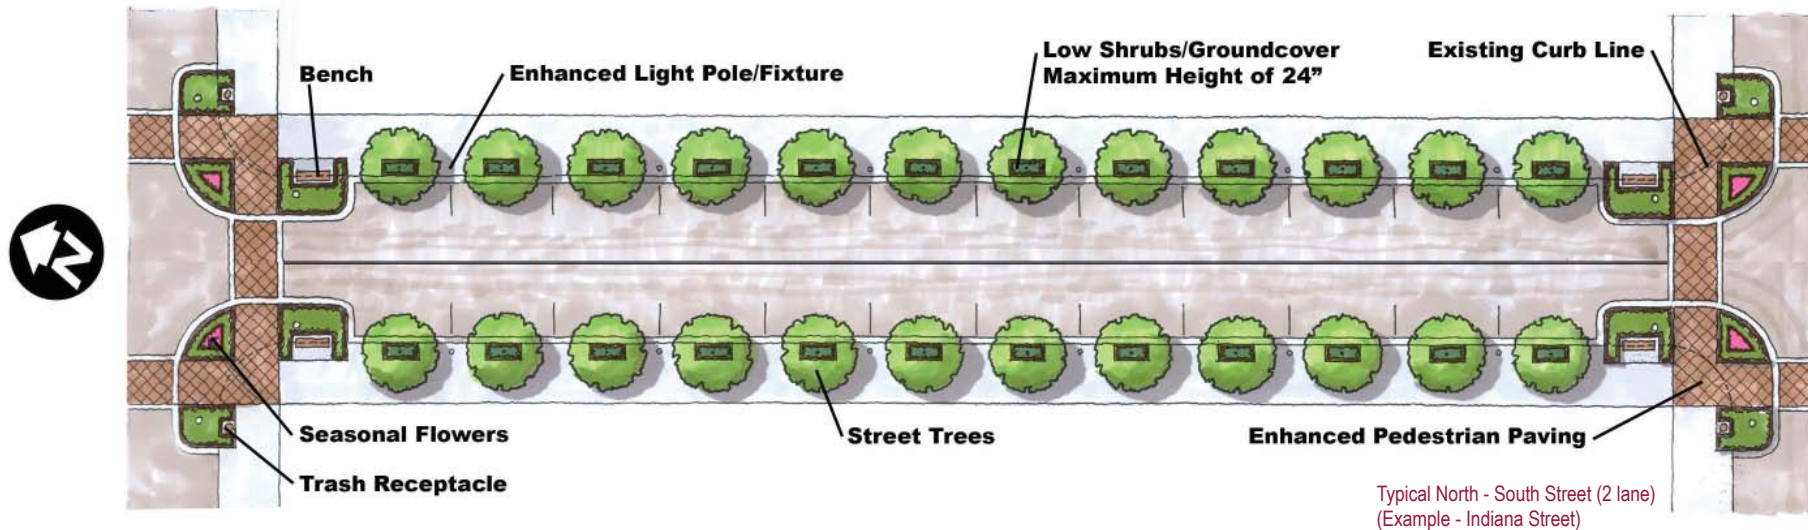 Low Shrubs/Groundcover
Maximum Height of 24”
Existing Curb Line
Bench
Enhanced Light Pole/Fixture
N
Seasonal Flowers
Street Trees
Enhanced Pedestrian Paving
Trash Receptacle
Typical North - South Street (2 lane)
(Example - Indiana Street)